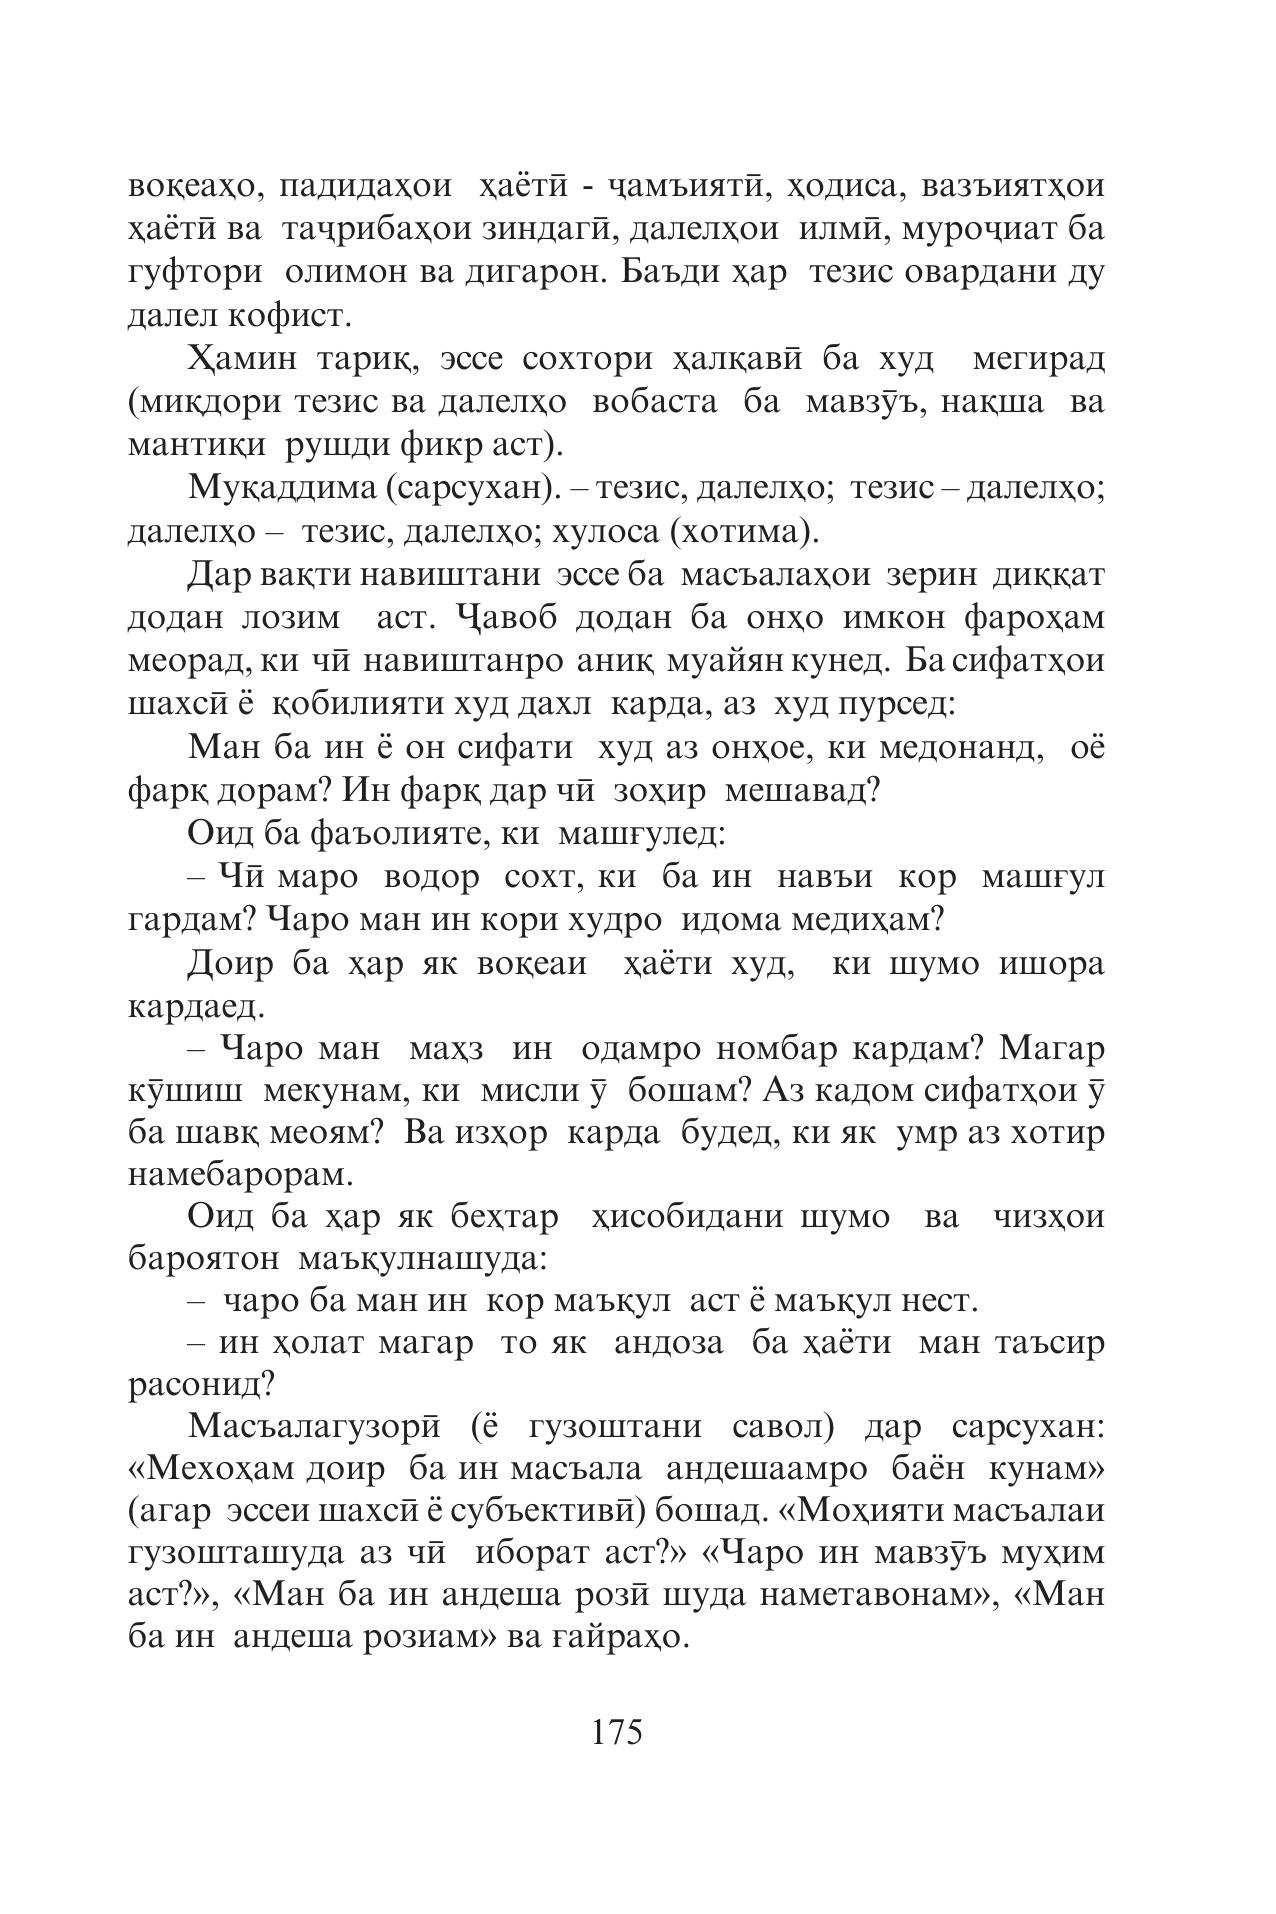 воқеаҳо, падидаҳои ҳаётӣ - ҷамъиятӣ, ҳодиса, вазъиятҳои
ҳаётӣ ва таҷрибаҳои зиндагӣ, далелҳои илмӣ, муроҷиат ба
гуфтори олимон ва дигарон. Баъди ҳар тезис овардани ду
далел кофист.
Ҳамин тариқ, эссе сохтори ҳалқавӣ ба худ мегирад
(миқдори тезис ва далелҳо вобаста ба мавзӯъ, нақша ва
мантиқи рушди фикр аст).
Муқаддима (сарсухан). – тезис, далелҳо; тезис – далелҳо;
далелҳо – тезис, далелҳо; хулоса (хотима).
Дар вақти навиштани эссе ба масъалаҳои зерин диққат
додан лозим аст. Ҷавоб додан ба онҳо имкон фароҳам
меорад, ки чӣ навиштанро аниқ муайян кунед. Ба сифатҳои
шахсӣ ё қобилияти худ дахл карда, аз худ пурсед:
Ман ба ин ё он сифати худ аз онҳое, ки медонанд, оё
фарқ дорам? Ин фарқ дар чӣ зоҳир мешавад?
Оид ба фаъолияте, ки машғулед:
– Чӣ маро водор сохт, ки ба ин навъи кор машғул
гардам? Чаро ман ин кори худро идома медиҳам?
Доир ба ҳар як воқеаи ҳаёти худ, ки шумо ишора
кардаед.
– Чаро ман маҳз ин одамро номбар кардам? Магар
кӯшиш мекунам, ки мисли ӯ бошам? Аз кадом сифатҳои ӯ
ба шавқ меоям? Ва изҳор карда будед, ки як умр аз хотир
намебарорам.
Оид ба ҳар як беҳтар ҳисобидани шумо ва чизҳои
бароятон маъқулнашуда:
– чаро ба ман ин кор маъқул аст ё маъқул нест.
– ин ҳолат магар то як андоза ба ҳаёти ман таъсир
расонид?
Масъалагузорӣ (ё гузоштани савол) дар сарсухан:
«Мехоҳам доир ба ин масъала андешаамро баён кунам»
(агар эссеи шахсӣ ё субъективӣ) бошад. «Моҳияти масъалаи
гузошташуда аз чӣ иборат аст?» «Чаро ин мавзӯъ муҳим
аст?», «Ман ба ин андеша розӣ шуда наметавонам», «Ман
ба ин андеша розиам» ва ғайраҳо.
175